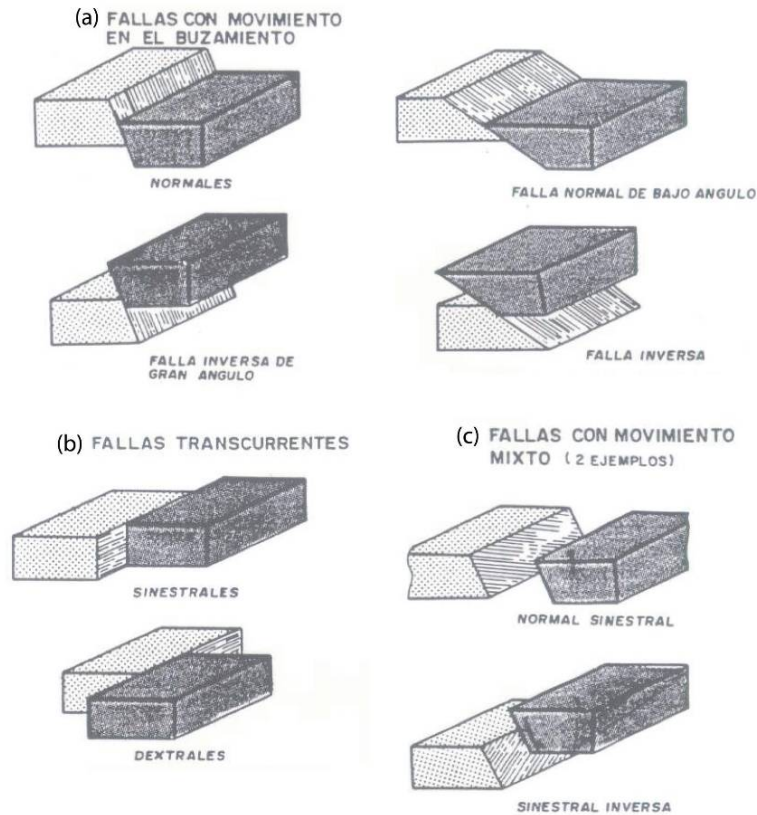 (a) FALLAS CON MOVIMIENTO
EN EL BUZAMIENTO
NORMALES
FALLA NORMAL DE BAJO ANGULO
FALLA INVERSA DE
GRAN ANGULO
FALLA INVERSA
(b) FALLAS TRANSCURRENTES
SINESTRALES
DEXTRALES
(c) FALLAS CON MOVIMIENTO
MIXTO (2 EJEMPLOS)
NORMAL SINESTRAL
SINESTRAL INVERSA